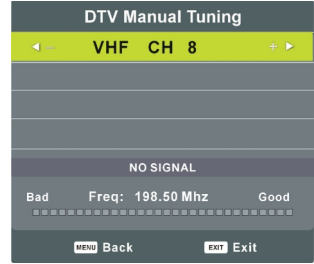 DTV Manual Tuning
VHF CH 8
NO SIGNAL
Bad Freq: 198.50 Mhz Good
MENU Back EXIT Exit